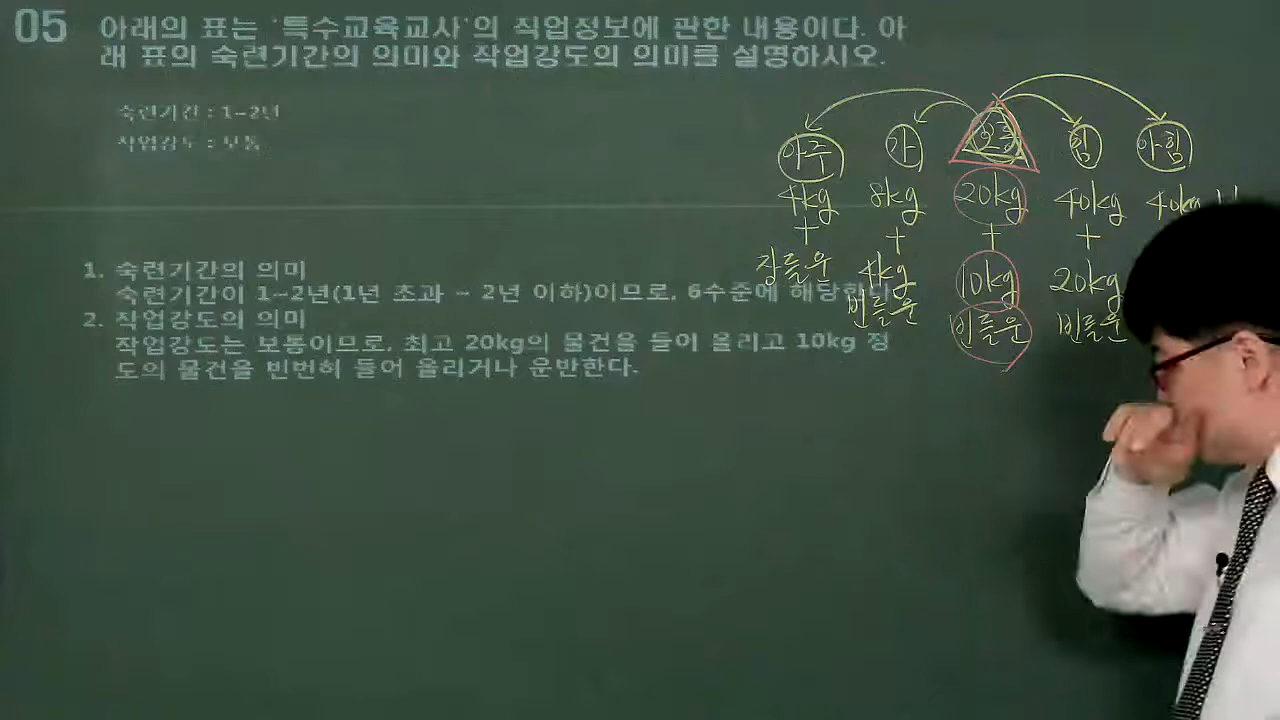 05 아래의 표는 '특수교육교사'의 직업정보에 관한 내용이다. 아
래 표의 숙련기간의 의미와 작업강도의 의미를 설명하시오.
숙련기간 : 1~2년
작업강도 : 보통
아주 가 보통 힘 아힘
4kg 8kg 20kg 40kg 40kg
+ + + +
장들운 4kg 10kg 20kg
빈들운 빈들운 빈들운
1. 숙련기간의 의미
숙련기간이 1~2년(1년 초과 ~ 2년 이하)이므로, 6수준에 해당한다
2. 작업강도의 의미
작업강도는 보통이므로, 최고 20kg의 물건을 들어 올리고 10kg 정
도의 물건을 빈번히 들어 올리거나 운반한다.